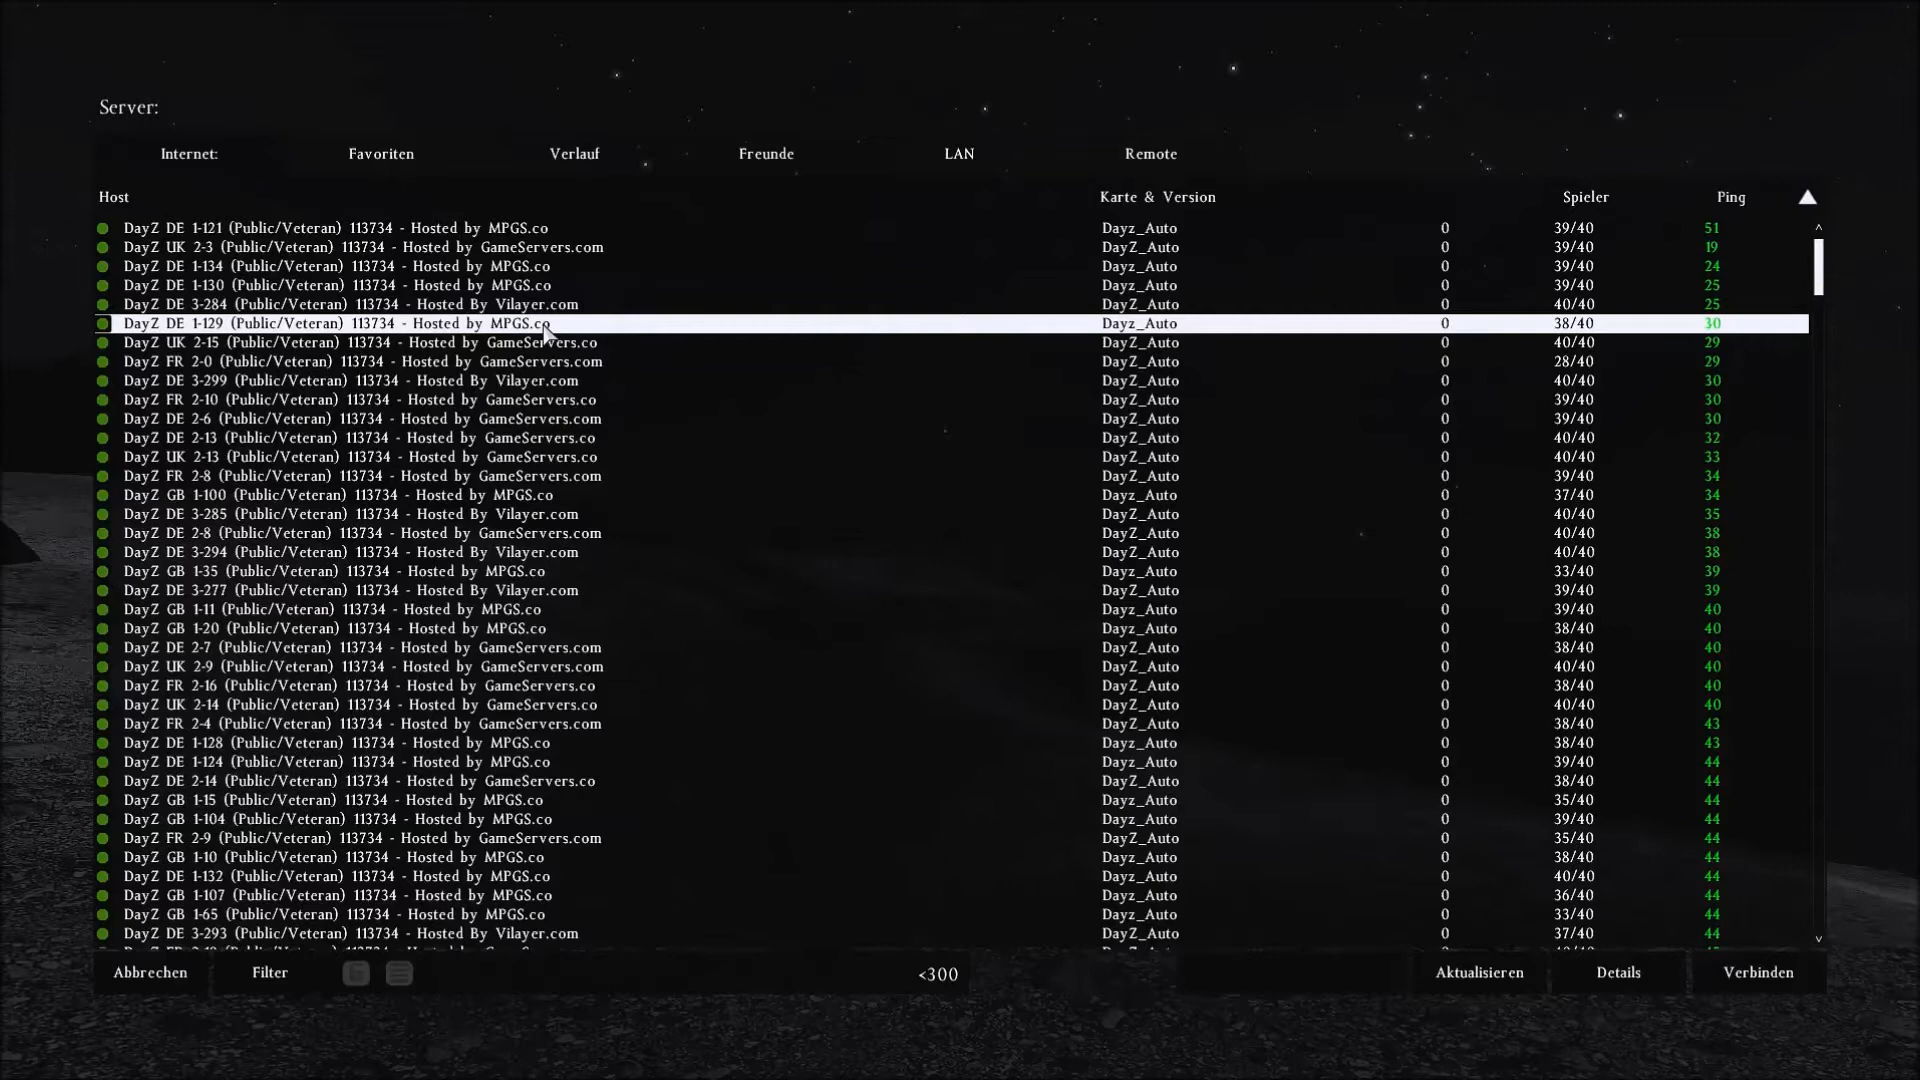 Server:
Internet: Favoriten Verlauf Freunde LAN Remote
Host Karte & Version Spieler Ping
DayZ DE 1-121 (Public/Veteran) 113734 - Hosted by MPGS.co Dayz_Auto 0 39/40 51
DayZ UK 2-3 (Public/Veteran) 113734 - Hosted by GameServers.com DayZ_Auto 0 39/40 19
DayZ DE 1-134 (Public/Veteran) 113734 - Hosted by MPGS.co Dayz_Auto 0 39/40 24
DayZ DE 1-130 (Public/Veteran) 113734 - Hosted by MPGS.co Dayz_Auto 0 39/40 25
DayZ DE 3-284 (Public/Veteran) 113734 - Hosted By Vilayer.com DayZ_Auto 0 40/40 25
DayZ DE 1-129 (Public/Veteran) 113734 - Hosted by MPGS.co Dayz_Auto 0 38/40 30
DayZ UK 2-15 (Public/Veteran) 113734 - Hosted by GameServers.co DayZ_Auto 0 40/40 29
DayZ FR 2-0 (Public/Veteran) 113734 - Hosted by GameServers.com DayZ_Auto 0 28/40 29
DayZ DE 3-299 (Public/Veteran) 113734 - Hosted By Vilayer.com DayZ_Auto 0 40/40 30
DayZ FR 2-10 (Public/Veteran) 113734 - Hosted by GameServers.co DayZ_Auto 0 39/40 30
DayZ DE 2-6 (Public/Veteran) 113734 - Hosted by GameServers.com DayZ_Auto 0 39/40 30
DayZ DE 2-13 (Public/Veteran) 113734 - Hosted by GameServers.co DayZ_Auto 0 40/40 32
DayZ UK 2-13 (Public/Veteran) 113734 - Hosted by GameServers.co DayZ_Auto 0 40/40 33
DayZ FR 2-8 (Public/Veteran) 113734 - Hosted by GameServers.com DayZ_Auto 0 39/40 34
DayZ GB 1-100 (Public/Veteran) 113734 - Hosted by MPGS.co Dayz_Auto 0 37/40 34
DayZ DE 3-285 (Public/Veteran) 113734 - Hosted By Vilayer.com DayZ_Auto 0 40/40 35
DayZ DE 2-8 (Public/Veteran) 113734 - Hosted by GameServers.com DayZ_Auto 0 40/40 38
DayZ DE 3-294 (Public/Veteran) 113734 - Hosted By Vilayer.com DayZ_Auto 0 40/40 38
DayZ GB 1-35 (Public/Veteran) 113734 - Hosted by MPGS.co Dayz_Auto 0 33/40 39
DayZ DE 3-277 (Public/Veteran) 113734 - Hosted By Vilayer.com DayZ_Auto 0 39/40 39
DayZ GB 1-11 (Public/Veteran) 113734 - Hosted by MPGS.co Dayz_Auto 0 39/40 40
DayZ GB 1-20 (Public/Veteran) 113734 - Hosted by MPGS.co Dayz_Auto 0 38/40 40
DayZ DE 2-7 (Public/Veteran) 113734 - Hosted by GameServers.com DayZ_Auto 0 38/40 40
DayZ UK 2-9 (Public/Veteran) 113734 - Hosted by GameServers.com DayZ_Auto 0 40/40 40
DayZ FR 2-16 (Public/Veteran) 113734 - Hosted by GameServers.co DayZ_Auto 0 38/40 40
DayZ UK 2-14 (Public/Veteran) 113734 - Hosted by GameServers.co DayZ_Auto 0 40/40 40
DayZ FR 2-4 (Public/Veteran) 113734 - Hosted by GameServers.com DayZ_Auto 0 38/40 43
DayZ DE 1-128 (Public/Veteran) 113734 - Hosted by MPGS.co Dayz_Auto 0 38/40 43
DayZ DE 1-124 (Public/Veteran) 113734 - Hosted by MPGS.co Dayz_Auto 0 39/40 44
DayZ DE 2-14 (Public/Veteran) 113734 - Hosted by GameServers.co DayZ_Auto 0 38/40 44
DayZ GB 1-15 (Public/Veteran) 113734 - Hosted by MPGS.co Dayz_Auto 0 35/40 44
DayZ GB 1-104 (Public/Veteran) 113734 - Hosted by MPGS.co Dayz_Auto 0 39/40 44
DayZ FR 2-9 (Public/Veteran) 113734 - Hosted by GameServers.com DayZ_Auto 0 35/40 44
DayZ GB 1-10 (Public/Veteran) 113734 - Hosted by MPGS.co Dayz_Auto 0 38/40 44
DayZ DE 1-132 (Public/Veteran) 113734 - Hosted by MPGS.co Dayz_Auto 0 40/40 44
DayZ GB 1-107 (Public/Veteran) 113734 - Hosted by MPGS.co Dayz_Auto 0 36/40 44
DayZ GB 1-65 (Public/Veteran) 113734 - Hosted by MPGS.co Dayz_Auto 0 33/40 44
DayZ DE 3-293 (Public/Veteran) 113734 - Hosted By Vilayer.com DayZ_Auto 0 37/40 44
Abbrechen Filter <300 Aktualisieren Details Verbinden